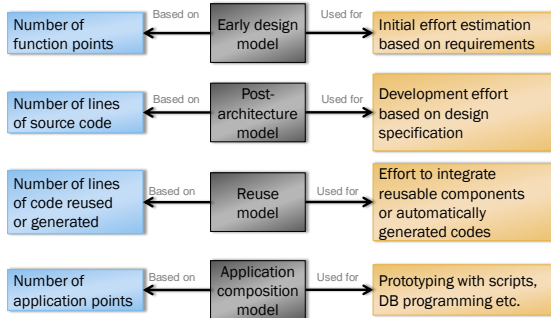 Number of
function points
Based on
Early design
model
Used for
Initial effort estimation
based on requirements
Number of lines
of source code
Based on
Post-
architecture
model
Used for
Development effort
based on design
specification
Number of lines
of code reused
or generated
Based on
Reuse
model
Used for
Effort to integrate
reusable components
or automatically
generated codes
Number of
application points
Based on
Application
composition
model
Used for
Prototyping with scripts,
DB programming etc.